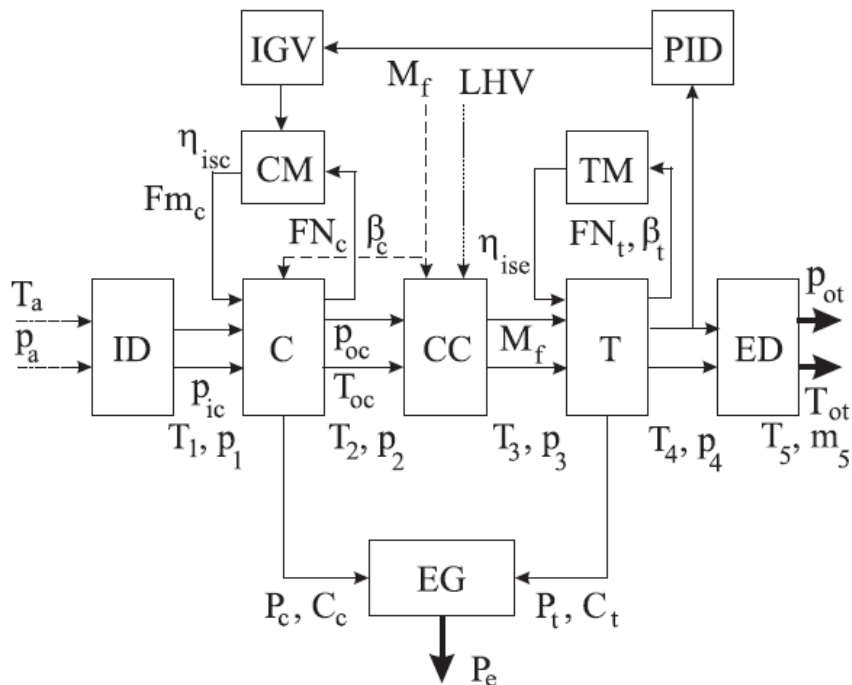 IGV
PID
M_f
LHV
η_isc
CM
TM
Fm_c
FN_c
β_c
η_ise
FN_t, β_t
T_a
p_a
ID
C
CC
T
ED
p_ot
p_ic
p_oc
T_oc
M_f
T_ot
T_1, p_1
T_2, p_2
T_3, p_3
T_4, p_4
T_5, m_5
EG
P_c, C_c
P_t, C_t
P_e